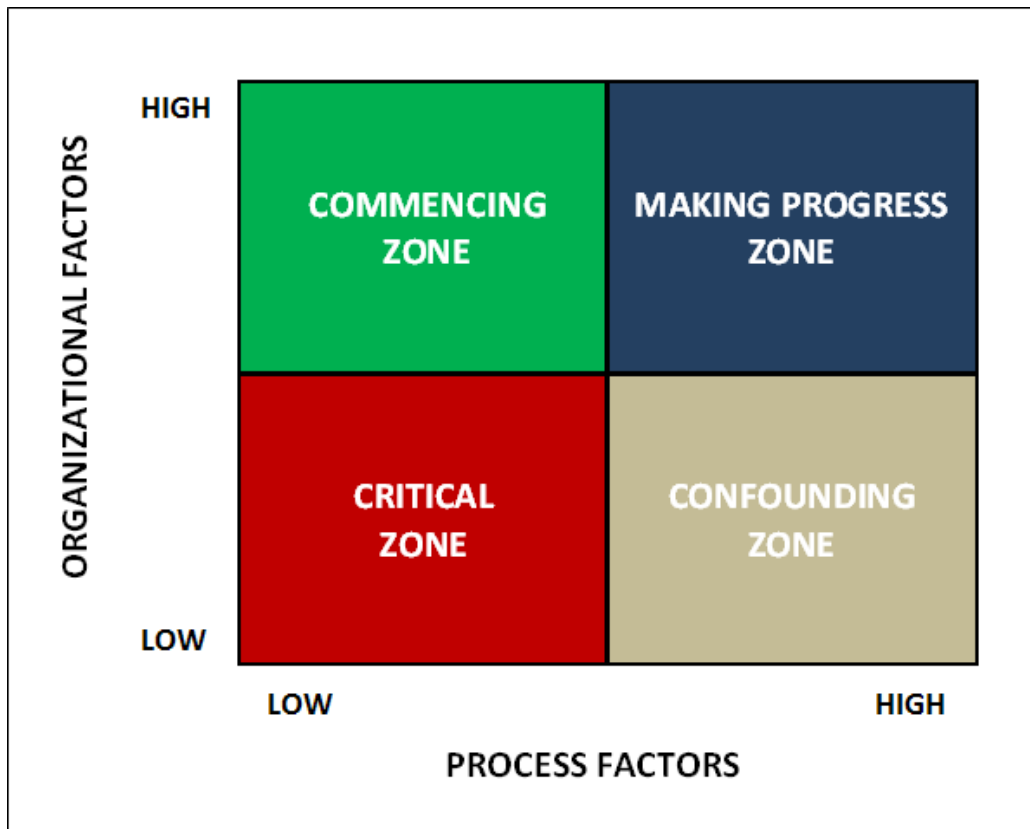 HIGH
COMMENCING
ZONE
MAKING PROGRESS
ZONE
ORGANIZATIONAL FACTORS
CRITICAL
ZONE
CONFOUNDING
ZONE
LOW
LOW
HIGH
PROCESS FACTORS